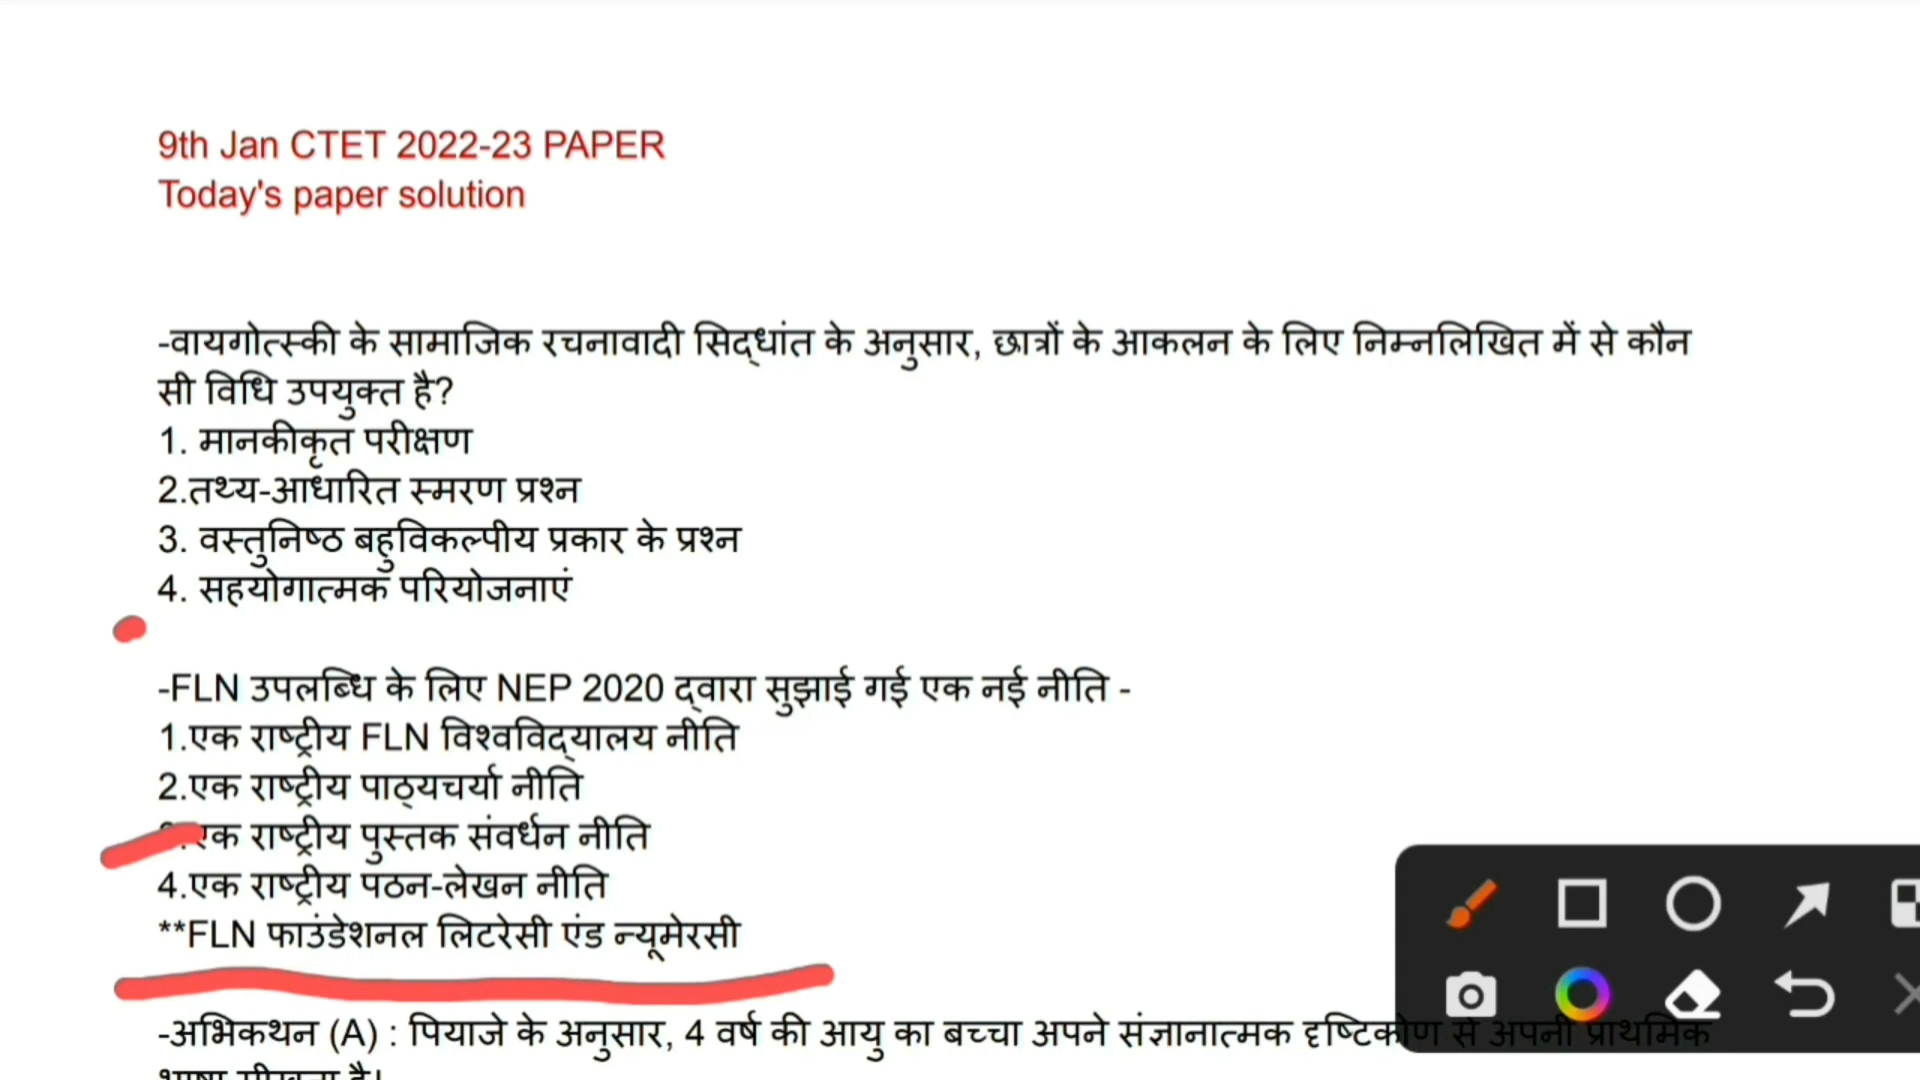 9th Jan CTET 2022-23 PAPER
Today's paper solution
-वायगोत्स्की के सामाजिक रचनावादी सिद्धांत के अनुसार, छात्रों के आकलन के लिए निम्नलिखित में से कौन
सी विधि उपयुक्त है?
1. मानकीकृत परीक्षण
2.तथ्य-आधारित स्मरण प्रश्न
3. वस्तुनिष्ठ बहुविकल्पीय प्रकार के प्रश्न
4. सहयोगात्मक परियोजनाएं
-FLN उपलब्धि के लिए NEP 2020 द्वारा सुझाई गई एक नई नीति -
1.एक राष्ट्रीय FLN विश्वविद्यालय नीति
2.एक राष्ट्रीय पाठ्यचर्या नीति
एक राष्ट्रीय पुस्तक संवर्धन नीति
4.एक राष्ट्रीय पठन-लेखन नीति
**FLN फाउंडेशनल लिटरेसी एंड न्यूमेरसी
-अभिकथन (A) : पियाजे के अनुसार, 4 वर्ष की आयु का बच्चा अपने संज्ञानात्मक दृष्टिकोण से अपनी प्राथमिक